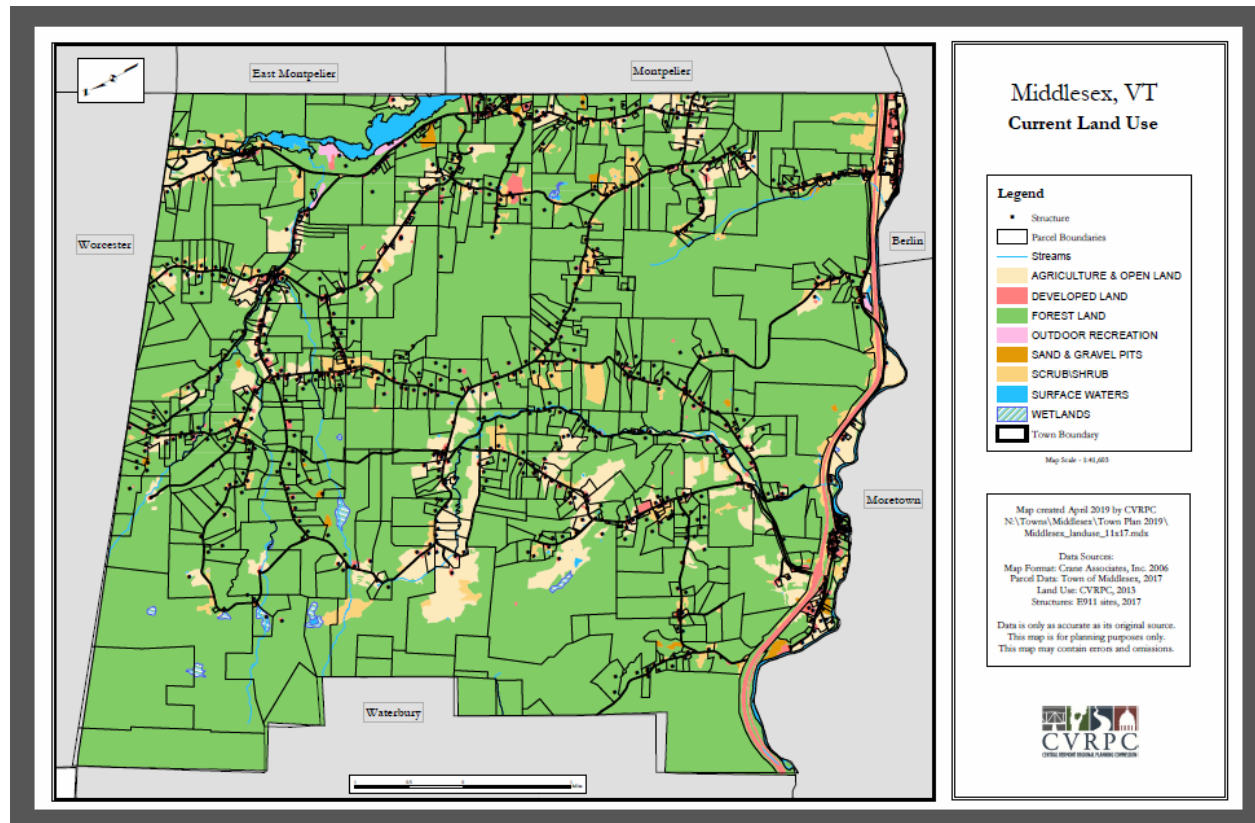 East Montpelier
Montpelier
Worcester
Berlin
Moretown
Waterbury
Middlesex, VT
Current Land Use
Legend
Structure
Parcel Boundaries
Streams
AGRICULTURE & OPEN LAND
DEVELOPED LAND
FOREST LAND
OUTDOOR RECREATION
SAND & GRAVEL PITS
SCRUB\SHRUB
SURFACE WATERS
WETLANDS
Town Boundary
Map Scale - 1:41,603
Map created April 2019 by CVRPC
N:\Towns\Middlesex\Town Plan 2019\
Middlesex_landuse_11x17.mdx
Data Sources:
Map Format: Crane Associates, Inc. 2006
Parcel Data: Town of Middlesex, 2017
Land Use: CVRPC, 2013
Structures: E911 sites, 2017
Data is only as accurate as its original source.
This map is for planning purposes only.
This map may contain errors and omissions.
CVRPC
CENTRAL VERMONT REGIONAL PLANNING COMMISSION